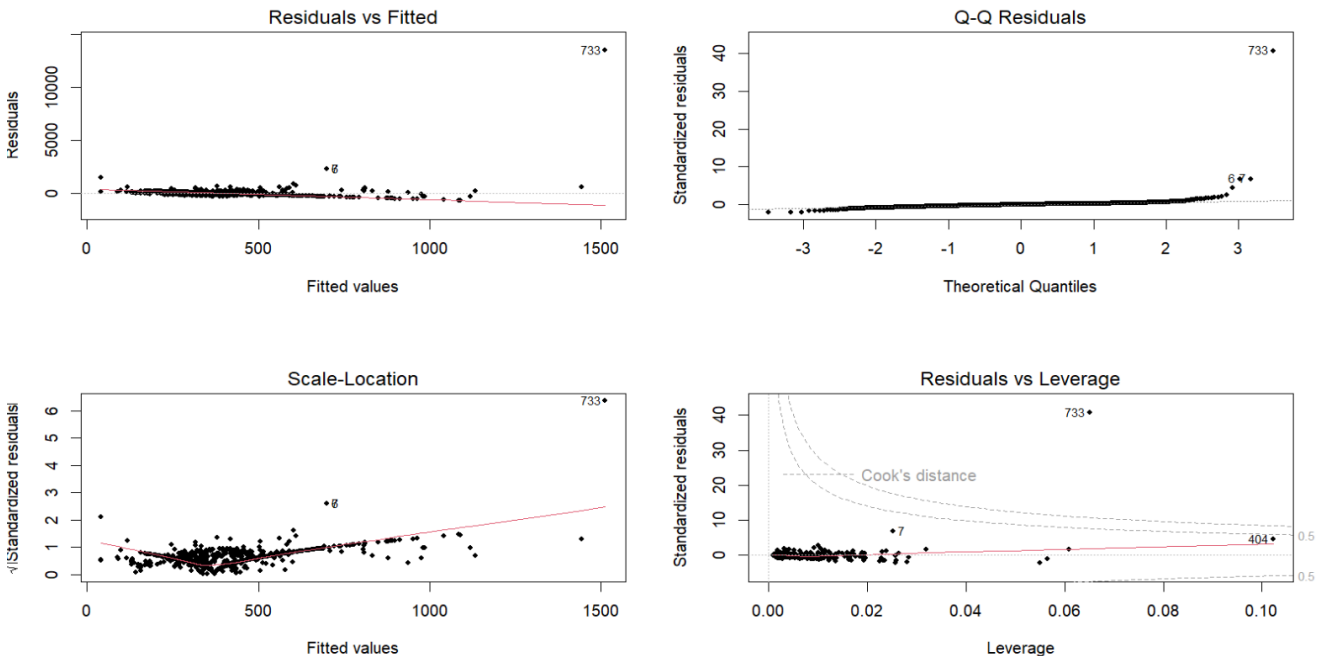 Residuals vs Fitted
Residuals
0 5000 10000
733
6
0 500 1000 1500
Fitted values
Q-Q Residuals
Standardized residuals
0 10 20 30 40
733
6 7
-3 -2 -1 0 1 2 3
Theoretical Quantiles
Scale-Location
√|Standardized residuals|
0 1 2 3 4 5 6
733
6
0 500 1000 1500
Fitted values
Residuals vs Leverage
Standardized residuals
0 10 20 30 40
733
Cook's distance
7
404
0.5
0.5
0.00 0.02 0.04 0.06 0.08 0.10
Leverage